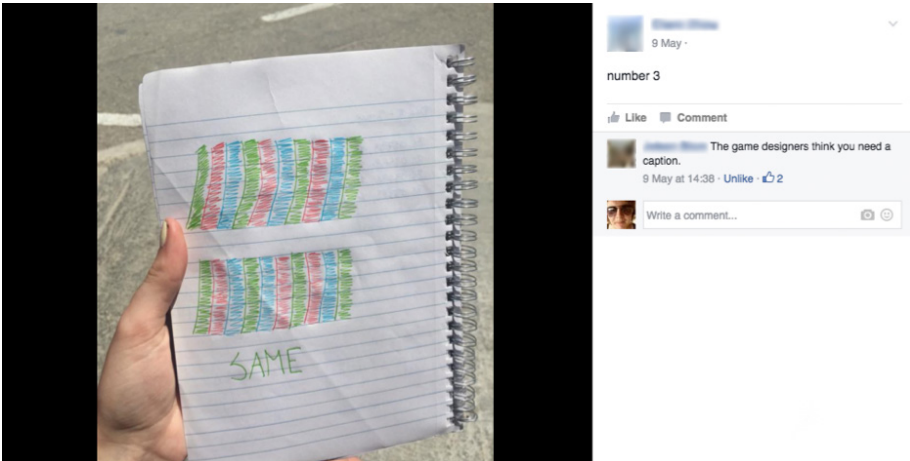 SAME
9 May ·
number 3
Like Comment
The game designers think you need a
caption.
9 May at 14:38 · Unlike · 2
Write a comment...